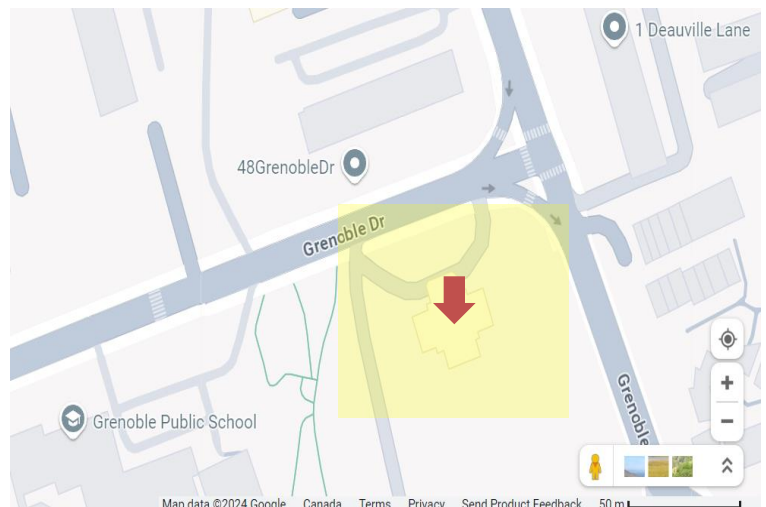 1 Deauville Lane
48GrenobleDr
Grenoble Dr
Grenoble
Grenoble Public School
Map data ©2024 Google Canada Terms Privacy Send Product Feedback 50 m